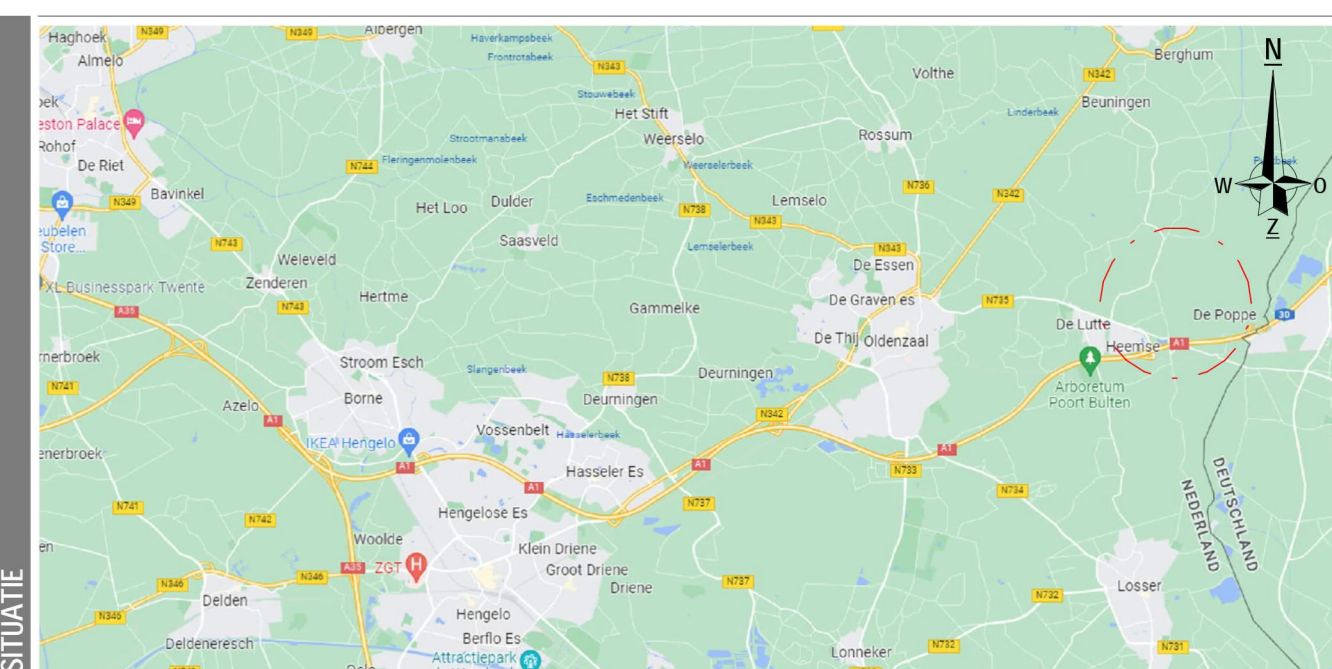 SITUATIE
N349
N349
Albergen
Haghoek
Almelo
Haverkampsbeek
Frontrotabeek
N343
Volthe
N342
Berghum
N
Stouwebeek
Beuningen
Het Stift
Linderbeek
eston Palace
Weerselo
Rossum
Rohof
Strootmansbeek
De Riet
N744
Fleringenmolenbeek
Weerselerbeek
W
O
Z
Bavinkel
N349
Het Loo
Dulder
Eschmedenbeek
N738
N343
Lemselo
N736
N342
eubelen
Store...
N743
Saasveld
Lemselerbeek
N343
De Essen
Weleveld
Zenderen
XL Businesspark Twente
A35
N743
Hertme
Gammelke
De Graven es
N735
De Lutte
De Poppe
30
De Thij
Oldenzaal
Heemse
A1
rnerbroek
Stroom Esch
Slangenbeek
N738
Deurningen
Deurningen
Arboretum
Poort Bulten
N741
Borne
Azelo
A1
N342
IKEA Hengelo
Vossenbelt
Hasselerbeek
enerbroek
A1
Hasseler Es
A1
A1
N733
A1
N734
DEUTSCHLAND
NEDERLAND
N741
N742
Hengelose Es
N737
en
Woolde
Klein Driene
A35
ZGT
H
Groot Driene
N346
N346
Driene
N737
Losser
Delden
N732
N346
Hengelo
Berflo Es
Deldeneresch
Attractiepark
Lonneker
N732
N731